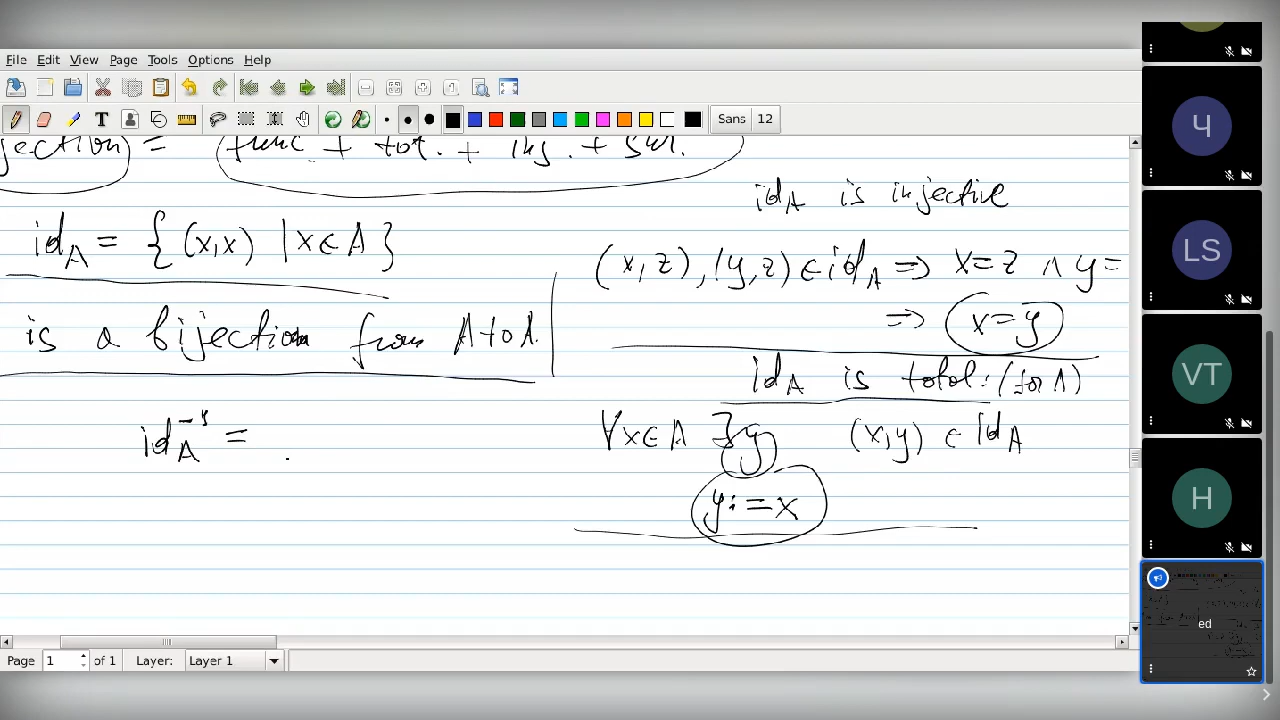 File Edit View Page Tools Options Help
Sans 12
jection) = func + tot. + inj. + sur.
id_A = { (x,x) | x ∈ A }
is a bijection from A to A.
id_A^-1 =
id_A is injective
(x,z), (y,z) ∈ id_A => x=z ∧ y=
=> x=y
id_A is total: (for A)
∀x∈A ∃y (x,y) ∈ id_A
y:=x
Ч
LS
VT
H
ed
Page 1 of 1 Layer: Layer 1